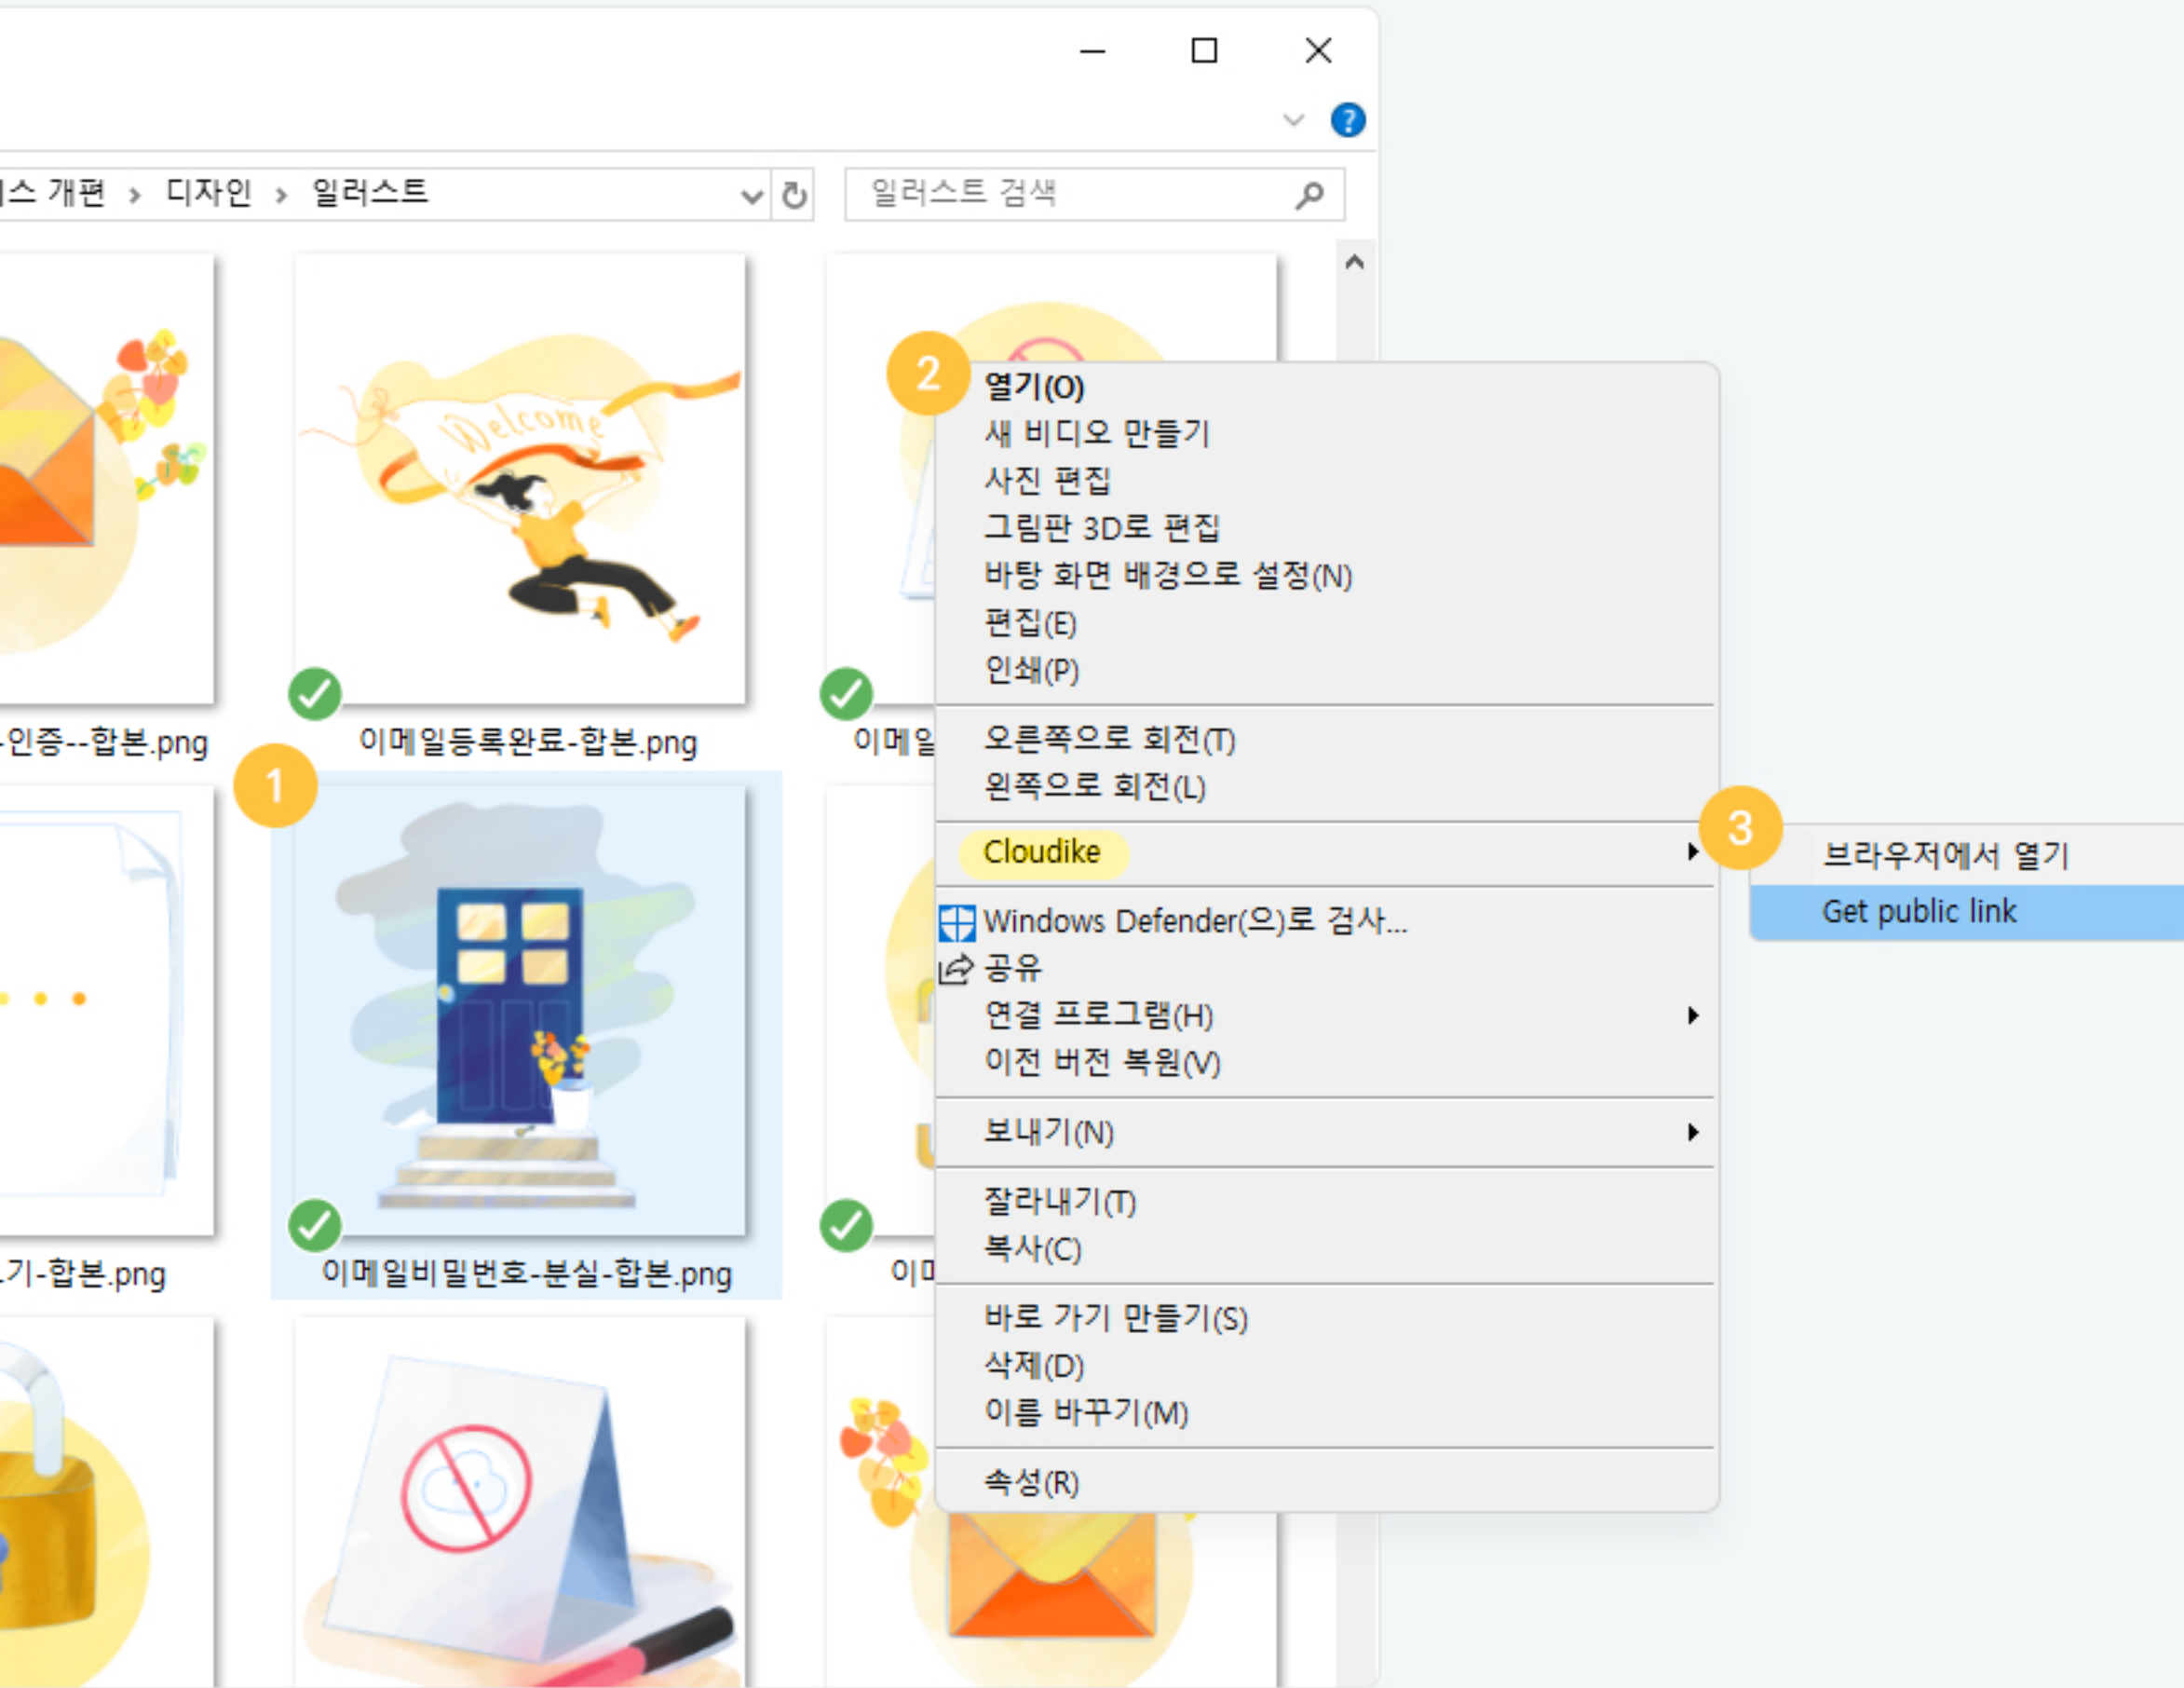 스 개편 › 디자인 › 일러스트
일러스트 검색
Welcome
-인증--합본.png
이메일등록완료-합본.png
이메일
1
기-합본.png
이메일비밀번호-분실-합본.png
2
열기(O)
새 비디오 만들기
사진 편집
그림판 3D로 편집
바탕 화면 배경으로 설정(N)
편집(E)
인쇄(P)
오른쪽으로 회전(T)
왼쪽으로 회전(L)
Cloudike
Windows Defender(으)로 검사...
공유
연결 프로그램(H)
이전 버전 복원(V)
보내기(N)
잘라내기(T)
복사(C)
바로 가기 만들기(S)
삭제(D)
이름 바꾸기(M)
속성(R)
3
브라우저에서 열기
Get public link